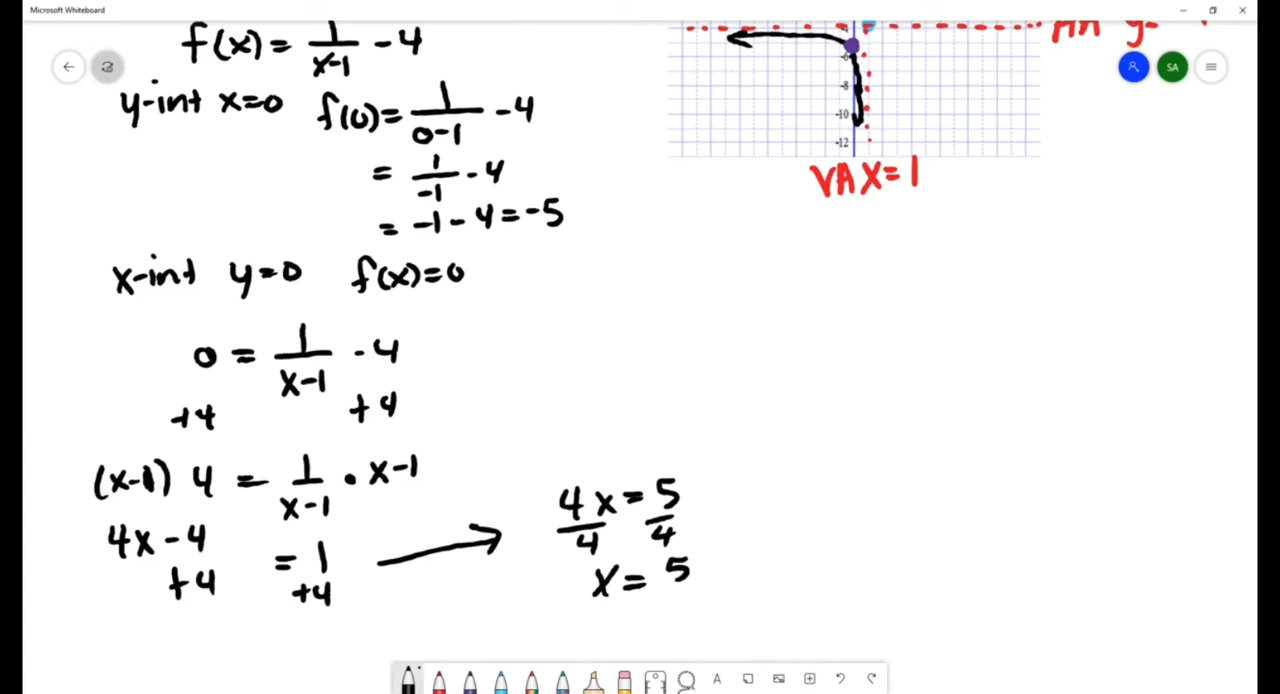 Microsoft Whiteboard
f(x) = 1/(x-1) - 4
y-int x=0 f(0) = 1/(0-1) - 4
= 1/-1 - 4
= -1 - 4 = -5
x-int y=0 f(x)=0
0 = 1/(x-1) - 4
+4 +4
(x-1) 4 = 1/(x-1) • x-1
4x - 4 = 1
+4 +4
4x = 5
4 4
x = 5
y=
-6
-8
-10
-12
VA x=1
SA
A